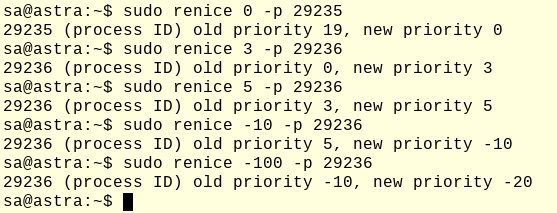 sa@astra:~$ sudo renice 0 -p 29235
29235 (process ID) old priority 19, new priority 0
sa@astra:~$ sudo renice 3 -p 29236
29236 (process ID) old priority 0, new priority 3
sa@astra:~$ sudo renice 5 -p 29236
29236 (process ID) old priority 3, new priority 5
sa@astra:~$ sudo renice -10 -p 29236
29236 (process ID) old priority 5, new priority -10
sa@astra:~$ sudo renice -100 -p 29236
29236 (process ID) old priority -10, new priority -20
sa@astra:~$